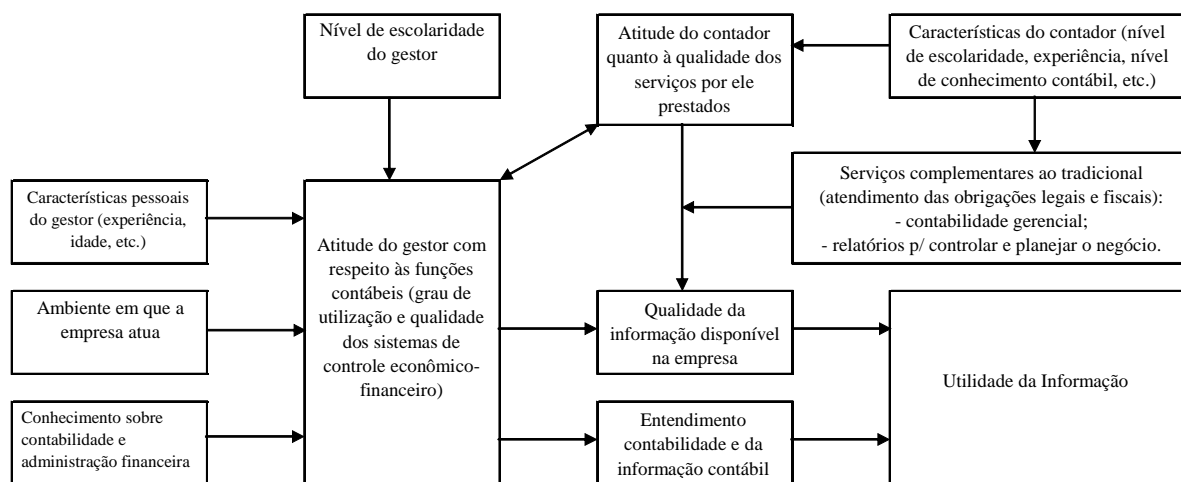 Nível de escolaridade
do gestor
Atitude do contador
quanto à qualidade dos
serviços por ele
prestados
Características do contador (nível
de escolaridade, experiência, nível
de conhecimento contábil, etc.)
Serviços complementares ao tradicional
(atendimento das obrigações legais e fiscais):
- contabilidade gerencial;
- relatórios p/ controlar e planejar o negócio.
Características pessoais
do gestor (experiência,
idade, etc.)
Atitude do gestor com
respeito às funções
contábeis (grau de
utilização e qualidade
dos sistemas de
controle econômico-
financeiro)
Ambiente em que a
empresa atua
Qualidade da
informação disponível
na empresa
Utilidade da Informação
Conhecimento sobre
contabilidade e
administração financeira
Entendimento
contabilidade e da
informação contábil